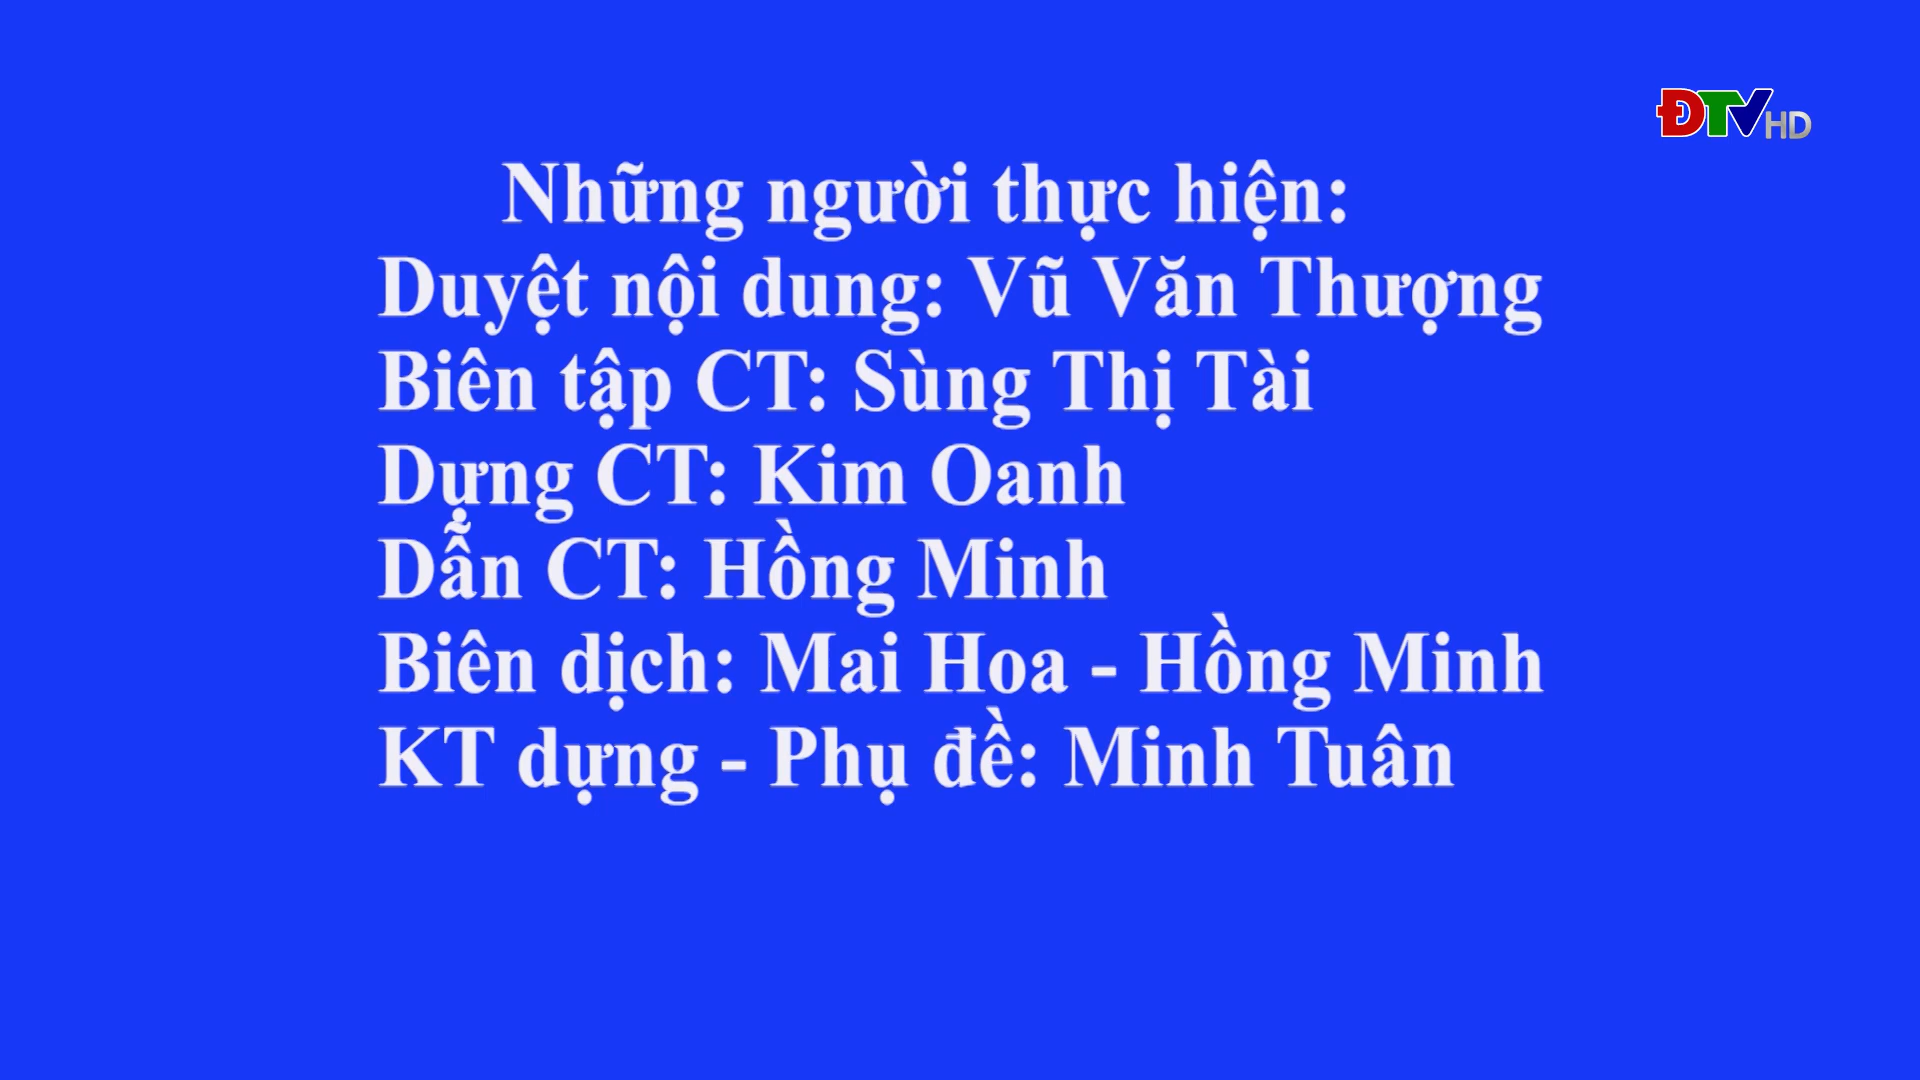 ĐTV HD
Những người thực hiện:
Duyệt nội dung: Vũ Văn Thượng
Biên tập CT: Sùng Thị Tài
Dựng CT: Kim Oanh
Dẫn CT: Hồng Minh
Biên dịch: Mai Hoa - Hồng Minh
KT dựng - Phụ đề: Minh Tuân